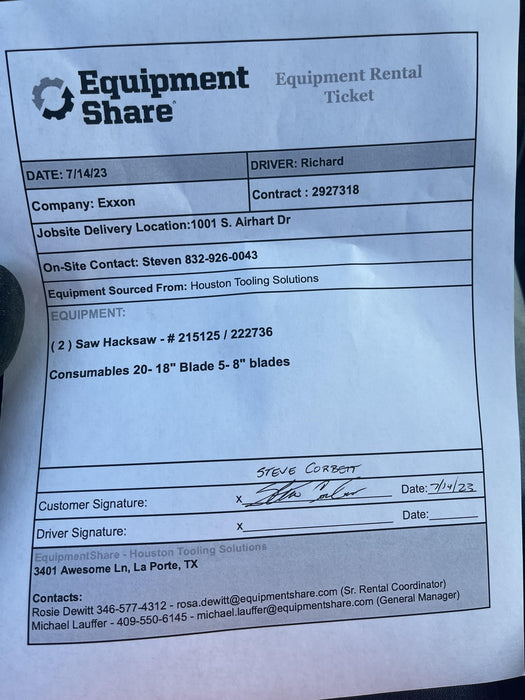 Equipment Share
Equipment Rental Ticket
DATE: 7/14/23
DRIVER: Richard
Company: Exxon
Contract : 2927318
Jobsite Delivery Location:1001 S. Airhart Dr
On-Site Contact: Steven 832-926-0043
Equipment Sourced From: Houston Tooling Solutions
EQUIPMENT:
( 2 ) Saw Hacksaw - # 215125 / 222736
Consumables 20- 18" Blade 5- 8" blades
STEVE CORBETT
Customer Signature: X Date: 7/14/23
Driver Signature: X Date:
EquipmentShare - Houston Tooling Solutions
3401 Awesome Ln, La Porte, TX
Contacts:
Rosie Dewitt 346-577-4312 - rosa.dewitt@equipmentshare.com (Sr. Rental Coordinator)
Michael Lauffer - 409-550-6145 - michael.lauffer@equipmentshare.com (General Manager)